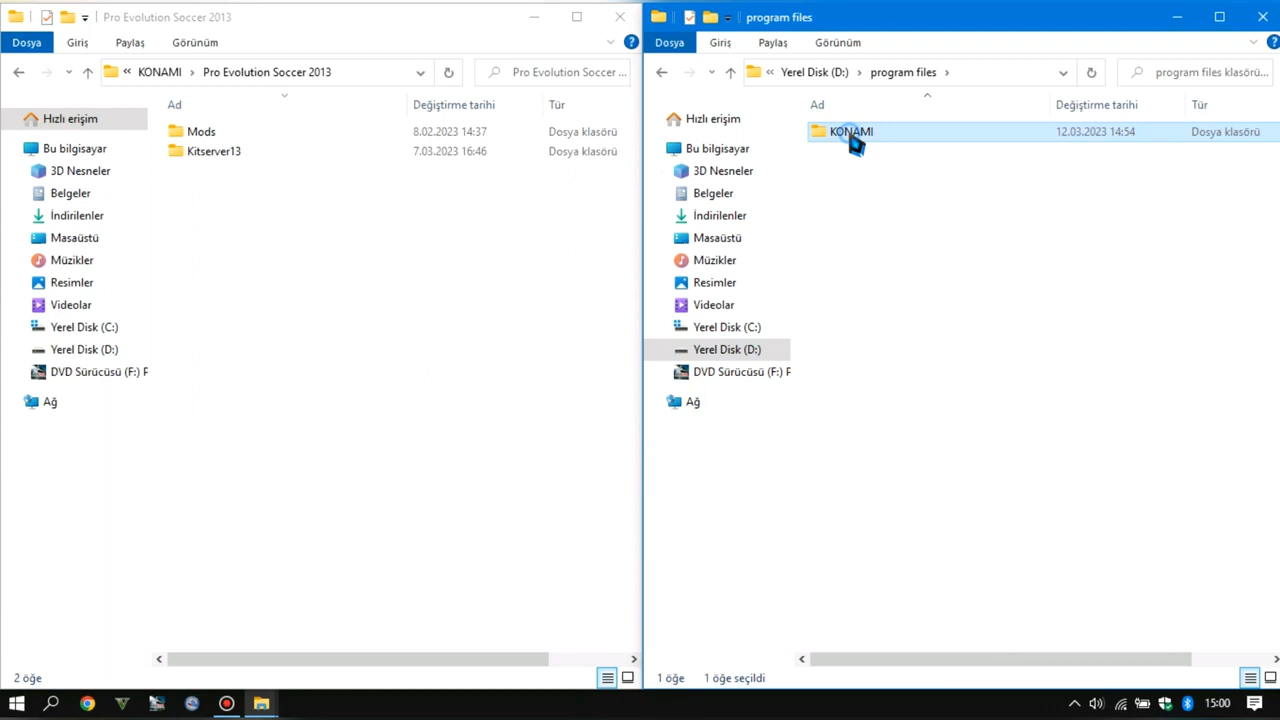 Pro Evolution Soccer 2013
Dosya Giriş Paylaş Görünüm
« KONAMI › Pro Evolution Soccer 2013
Pro Evolution Soccer ...
Ad Değiştirme tarihi Tür
Hızlı erişim
Bu bilgisayar
3D Nesneler
Belgeler
İndirilenler
Masaüstü
Müzikler
Resimler
Videolar
Yerel Disk (C:)
Yerel Disk (D:)
DVD Sürücüsü (F:) P
Ağ
Mods 8.02.2023 14:37 Dosya klasörü
Kitserver13 7.03.2023 16:46 Dosya klasörü
2 öğe
program files
Dosya Giriş Paylaş Görünüm
« Yerel Disk (D:) › program files ›
program files klasörü...
Ad Değiştirme tarihi Tür
Hızlı erişim
Bu bilgisayar
3D Nesneler
Belgeler
İndirilenler
Masaüstü
Müzikler
Resimler
Videolar
Yerel Disk (C:)
Yerel Disk (D:)
DVD Sürücüsü (F:) P
Ağ
KONAMI 12.03.2023 14:54 Dosya klasörü
1 öğe 1 öğe seçildi
15:00